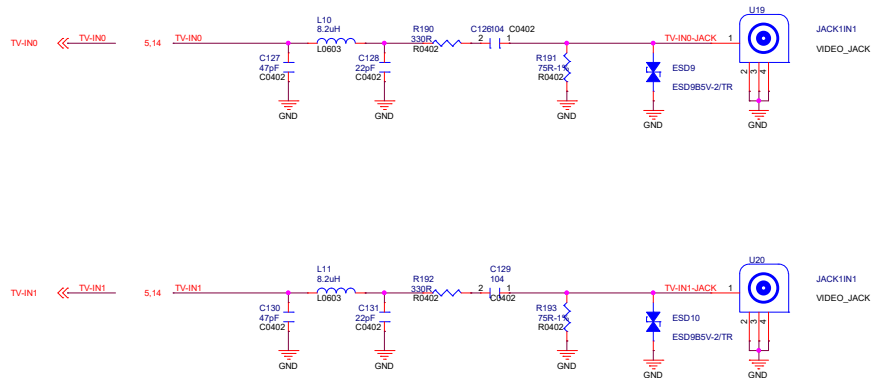 U19
L10
8.2uH
R190
330R
C126104
C0402
JACK1IN1
TV-IN0
TV-IN0
5,14
TV-IN0
2
1
TV-IN0-JACK
1
L0603
R0402
VIDEO_JACK
C127
47pF
C0402
C128
22pF
C0402
R191
75R-1%
R0402
ESD9
ESD9B5V-2/TR
2
3
4
GND
GND
GND
GND
GND
U20
L11
8.2uH
R192
330R
C129
104
JACK1IN1
TV-IN1
TV-IN1
5,14
TV-IN1
2
1
TV-IN1-JACK
1
L0603
R0402
C0402
VIDEO_JACK
C130
47pF
C0402
C131
22pF
C0402
R193
75R-1%
R0402
ESD10
ESD9B5V-2/TR
2
3
4
GND
GND
GND
GND
GND